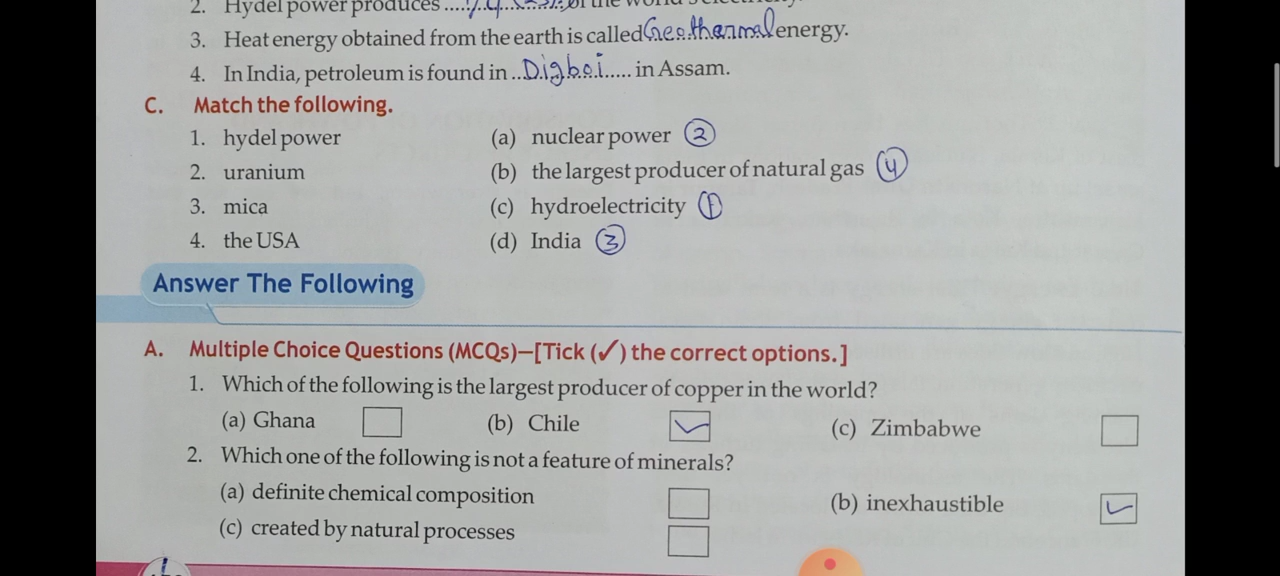 2. Hydel power produces
3. Heat energy obtained from the earth is called Geothermal energy.
4. In India, petroleum is found in ..Digboi..... in Assam.
C. Match the following.
1. hydel power (a) nuclear power 2
2. uranium (b) the largest producer of natural gas 4
3. mica (c) hydroelectricity 1
4. the USA (d) India 3
Answer The Following
A. Multiple Choice Questions (MCQs)–[Tick (✓) the correct options.]
1. Which of the following is the largest producer of copper in the world?
(a) Ghana (b) Chile ✓ (c) Zimbabwe
2. Which one of the following is not a feature of minerals?
(a) definite chemical composition (b) inexhaustible ✓
(c) created by natural processes